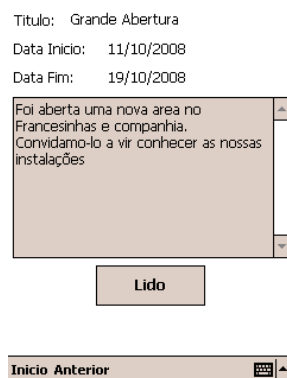 Titulo: Grande Abertura
Data Inicio: 11/10/2008
Data Fim: 19/10/2008
Foi aberta uma nova area no
Francesinhas e companhia.
Convidamo-lo a vir conhecer as nossas
instalações
Lido
Inicio Anterior